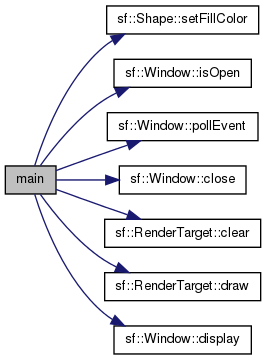 sf::Shape::setFillColor
sf::Window::isOpen
sf::Window::pollEvent
main
sf::Window::close
sf::RenderTarget::clear
sf::RenderTarget::draw
sf::Window::display